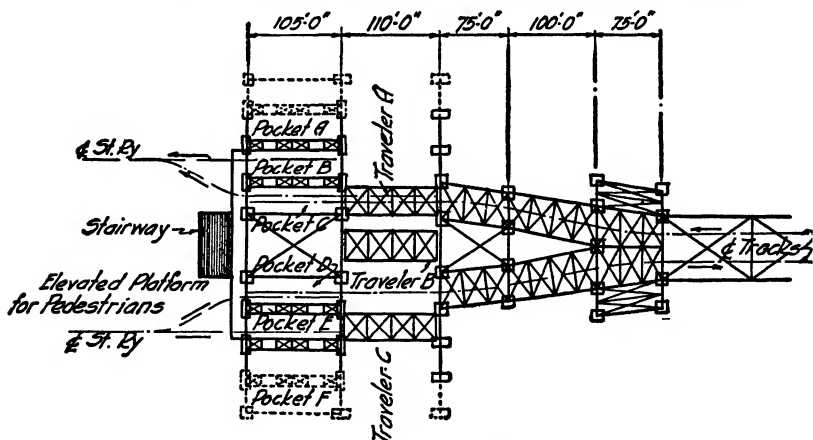 105'-0" 110'-0" 75'-0" 100'-0" 75'-0"
Traveler A
Pocket A
℄ St. Ry
Pocket B
Pocket C
Stairway
℄ Tracks
Pocket D
Traveler B
Elevated Platform
for Pedestrians
Pocket E
℄ St. Ry
Pocket F
Traveler C